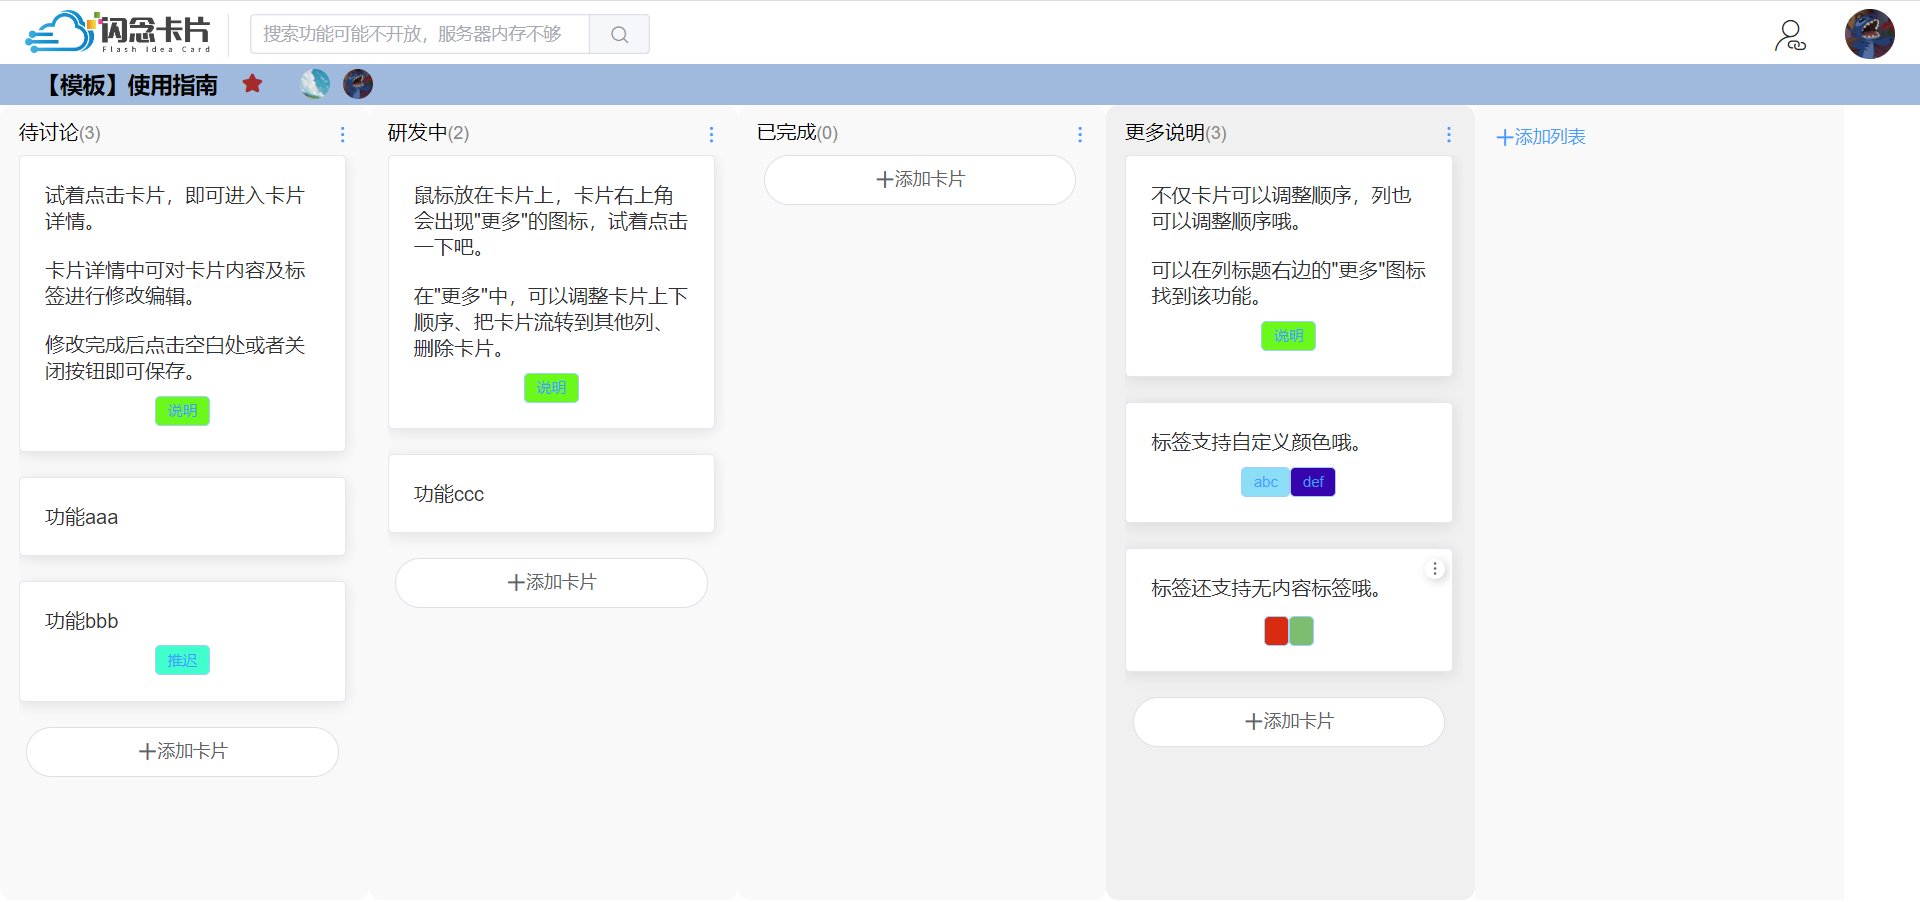 闪念卡片
Flash Idea Card
搜索功能可能不开放，服务器内存不够
【模板】使用指南
待讨论(3)
试着点击卡片，即可进入卡片
详情。
卡片详情中可对卡片内容及标
签进行修改编辑。
修改完成后点击空白处或者关
闭按钮即可保存。
说明
功能aaa
功能bbb
推迟
添加卡片
研发中(2)
鼠标放在卡片上，卡片右上角
会出现"更多"的图标，试着点击
一下吧。
在"更多"中，可以调整卡片上下
顺序、把卡片流转到其他列、
删除卡片。
说明
功能ccc
添加卡片
已完成(0)
添加卡片
更多说明(3)
不仅卡片可以调整顺序，列也
可以调整顺序哦。
可以在列标题右边的"更多"图标
找到该功能。
说明
标签支持自定义颜色哦。
abc def
标签还支持无内容标签哦。
添加卡片
添加列表